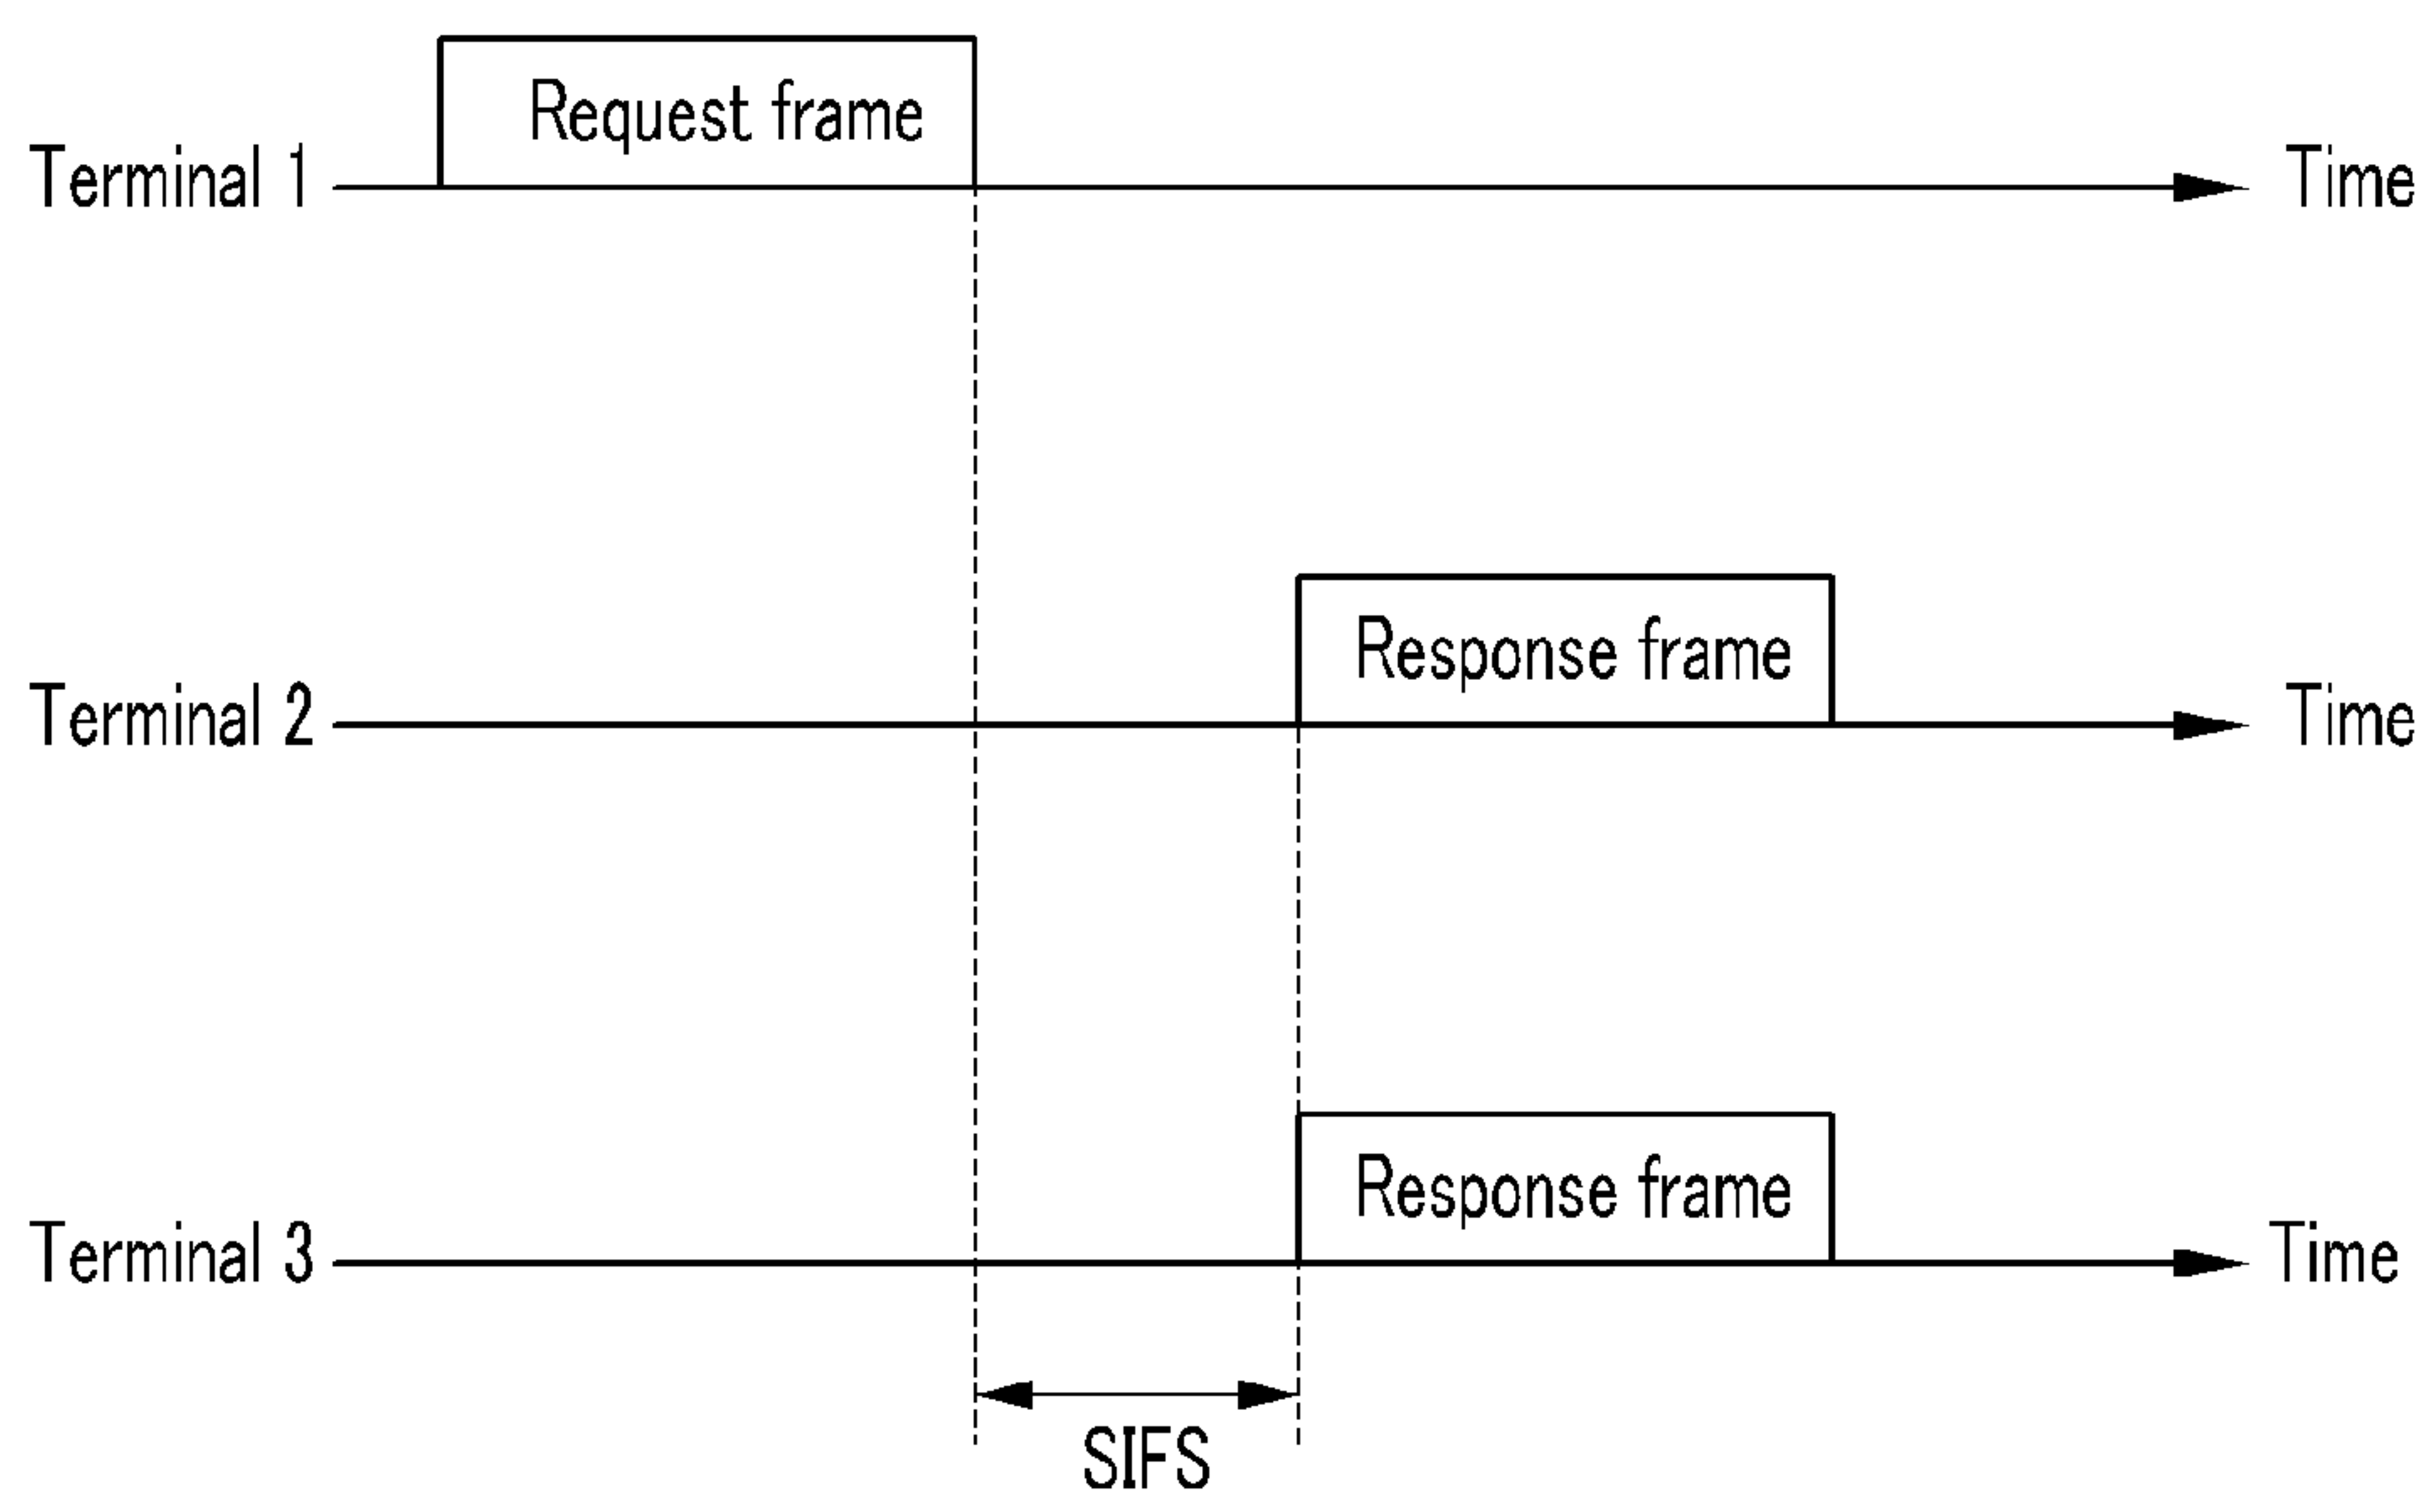 Request frame
Terminal 1
Time
Response frame
Terminal 2
Time
Response frame
Terminal 3
Time
SIFS